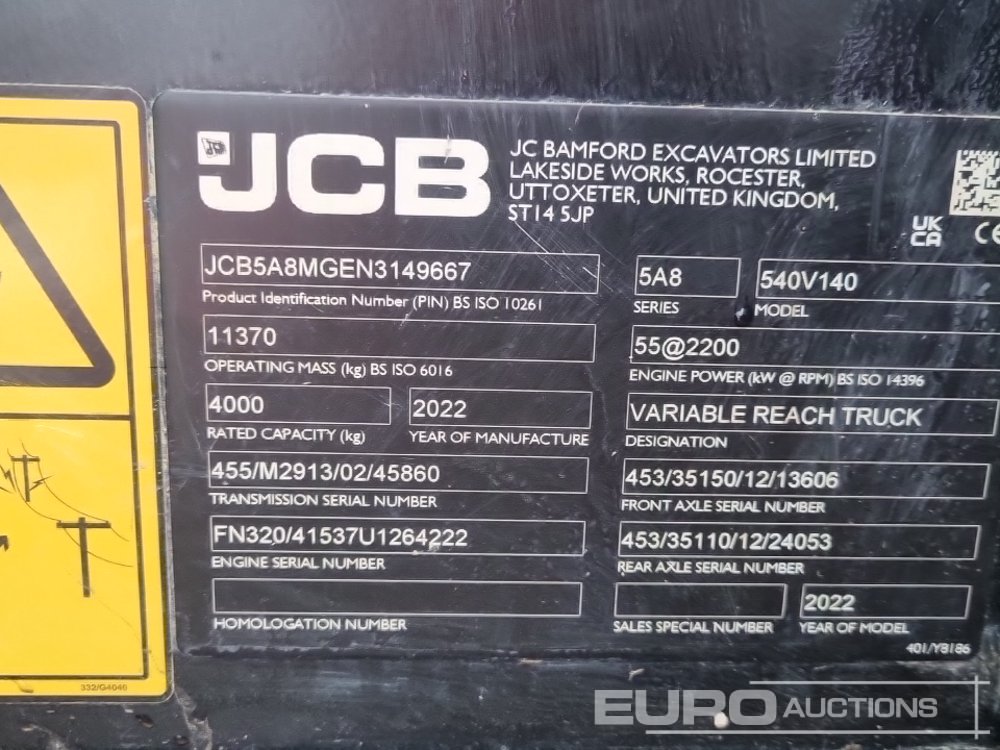 JCB
JC BAMFORD EXCAVATORS LIMITED
LAKESIDE WORKS, ROCESTER,
UTTOXETER, UNITED KINGDOM,
ST14 5JP
UK
CA
CE
JCB5A8MGEN3149667
Product Identification Number (PIN) BS ISO 10261
5A8
SERIES
540V140
MODEL
11370
OPERATING MASS (kg) BS ISO 6016
55@2200
ENGINE POWER (kW @ RPM) BS ISO 14396
4000
RATED CAPACITY (kg)
2022
YEAR OF MANUFACTURE
VARIABLE REACH TRUCK
DESIGNATION
455/M2913/02/45860
TRANSMISSION SERIAL NUMBER
453/35150/12/13606
FRONT AXLE SERIAL NUMBER
FN320/41537U1264222
ENGINE SERIAL NUMBER
453/35110/12/24053
REAR AXLE SERIAL NUMBER
HOMOLOGATION NUMBER
SALES SPECIAL NUMBER
2022
YEAR OF MODEL
401/Y8186
332/G4046
EURO AUCTIONS